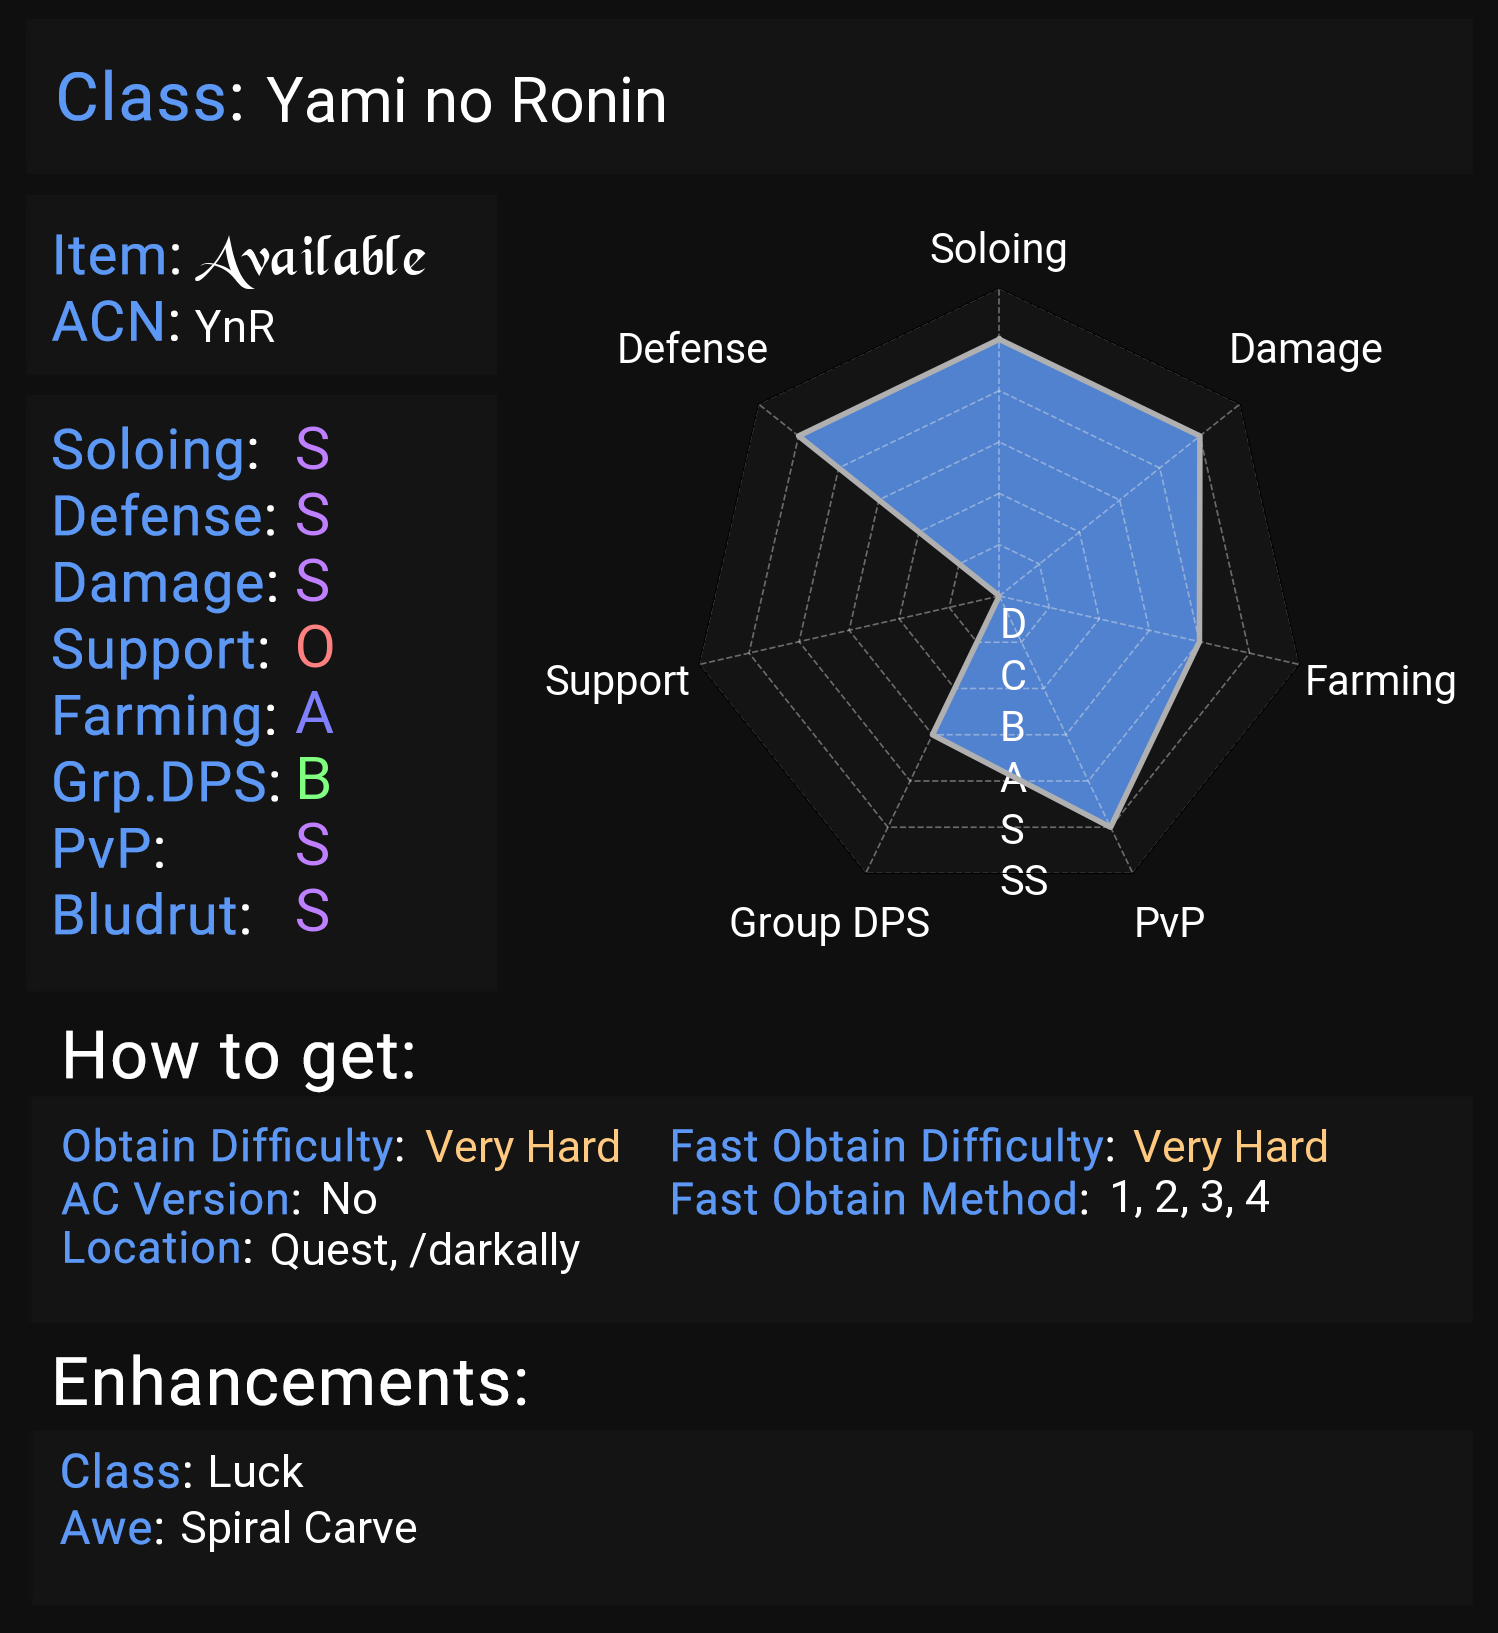 Class: Yami no Ronin
Item: Available
ACN: YnR
Soloing: S
Defense: S
Damage: S
Support: O
Farming: A
Grp.DPS: B
PvP: S
Bludrut: S
Soloing
Defense
Damage
Support
Farming
Group DPS
PvP
D
C
B
A
S
SS
How to get:
Obtain Difficulty: Very Hard
AC Version: No
Location: Quest, /darkally
Fast Obtain Difficulty: Very Hard
Fast Obtain Method: 1, 2, 3, 4
Enhancements:
Class: Luck
Awe: Spiral Carve